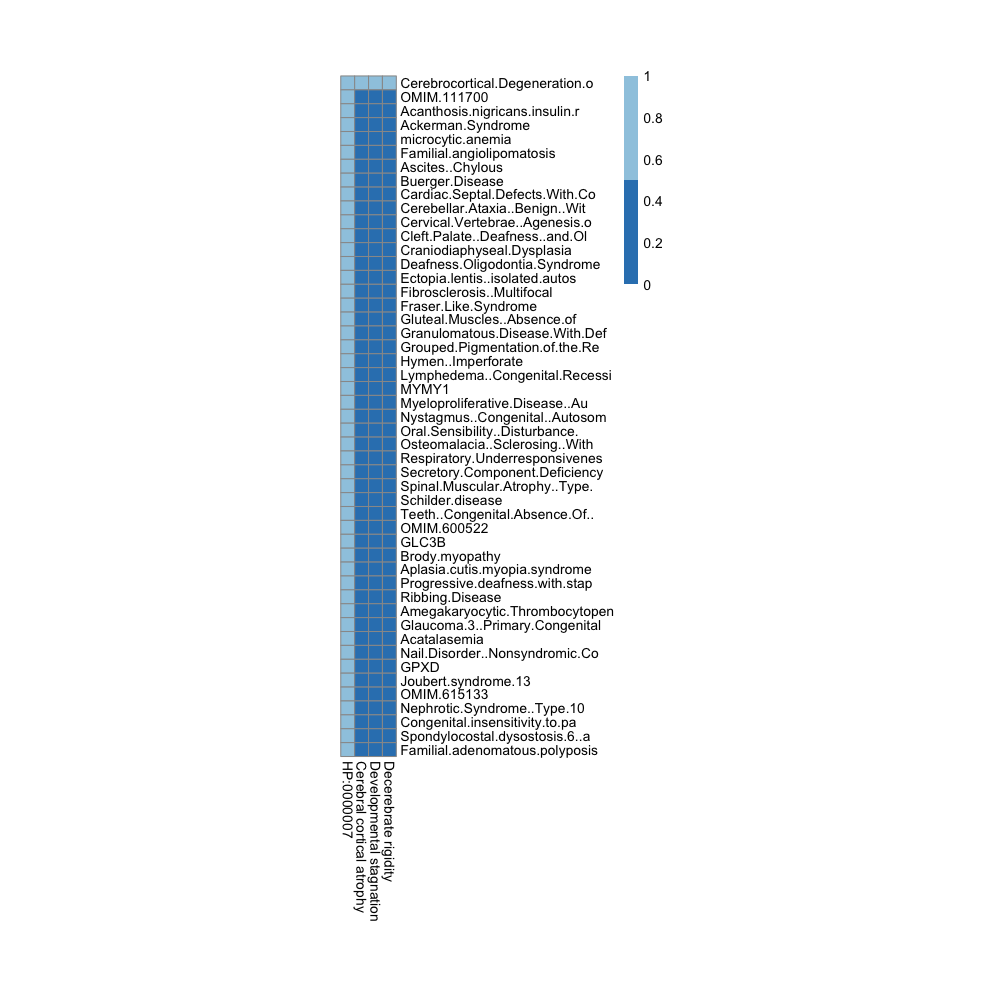 Cerebrocortical.Degeneration.o
OMIM.111700
Acanthosis.nigricans.insulin.r
Ackerman.Syndrome
microcytic.anemia
Familial.angiolipomatosis
Ascites..Chylous
Buerger.Disease
Cardiac.Septal.Defects.With.Co
Cerebellar.Ataxia..Benign..Wit
Cervical.Vertebrae..Agenesis.o
Cleft.Palate..Deafness..and.Ol
Craniodiaphyseal.Dysplasia
Deafness.Oligodontia.Syndrome
Ectopia.lentis..isolated.autos
Fibrosclerosis..Multifocal
Fraser.Like.Syndrome
Gluteal.Muscles..Absence.of
Granulomatous.Disease.With.Def
Grouped.Pigmentation.of.the.Re
Hymen..Imperforate
Lymphedema..Congenital.Recessi
MYMY1
Myeloproliferative.Disease..Au
Nystagmus..Congenital..Autosom
Oral.Sensibility..Disturbance.
Osteomalacia..Sclerosing..With
Respiratory.Underresponsivenes
Secretory.Component.Deficiency
Spinal.Muscular.Atrophy..Type.
Schilder.disease
Teeth..Congenital.Absence.Of..
OMIM.600522
GLC3B
Brody.myopathy
Aplasia.cutis.myopia.syndrome
Progressive.deafness.with.stap
Ribbing.Disease
Amegakaryocytic.Thrombocytopen
Glaucoma.3..Primary.Congenital
Acatalasemia
Nail.Disorder..Nonsyndromic.Co
GPXD
Joubert.syndrome.13
OMIM.615133
Nephrotic.Syndrome..Type.10
Congenital.insensitivity.to.pa
Spondylocostal.dysostosis.6..a
Familial.adenomatous.polyposis
1
0.8
0.6
0.4
0.2
0
HP:0000007
Cerebral cortical atrophy
Developmental stagnation
Decerebrate rigidity